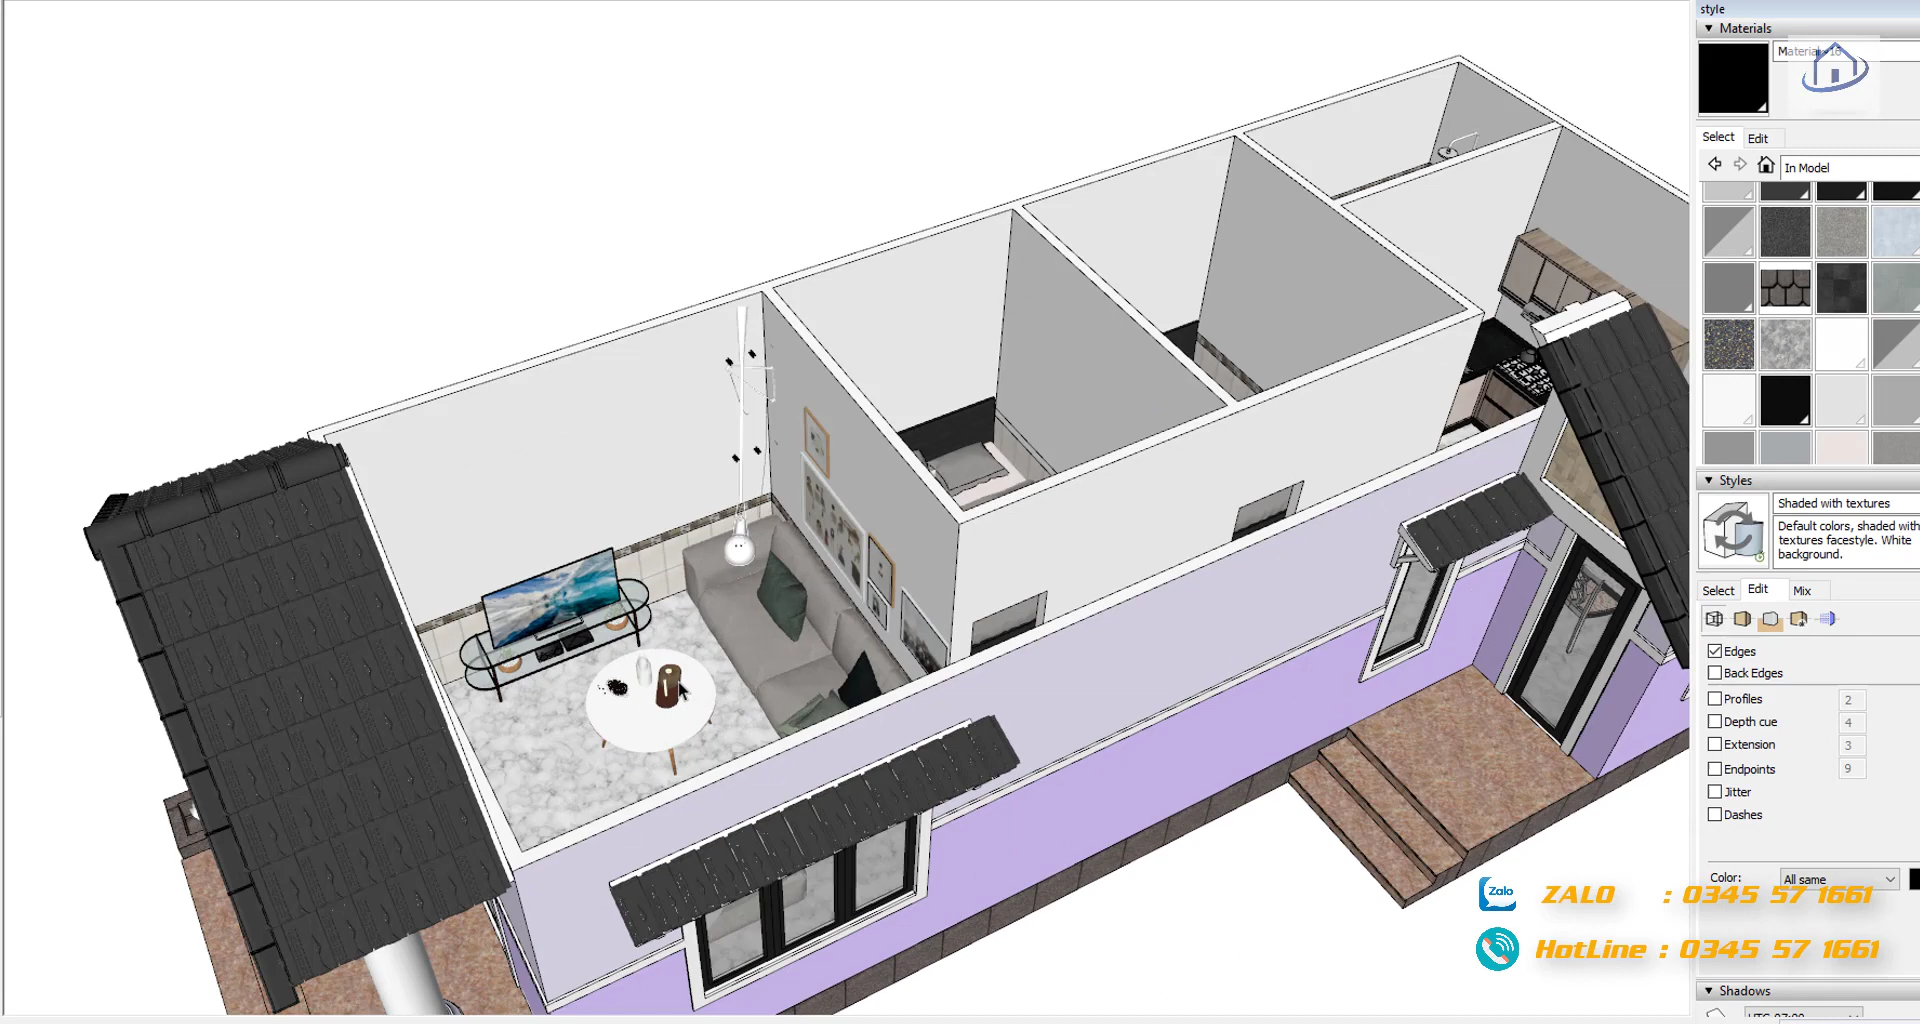 style
Materials
Material 16
Select
Edit
In Model
Styles
Shaded with textures
Default colors, shaded with
textures facestyle. White
background.
Select
Edit
Mix
Edges
Back Edges
Profiles 2
Depth cue 4
Extension 3
Endpoints 9
Jitter
Dashes
Color: All same
Zalo
ZALO : 0345 57 1661
HotLine : 0345 57 1661
Shadows